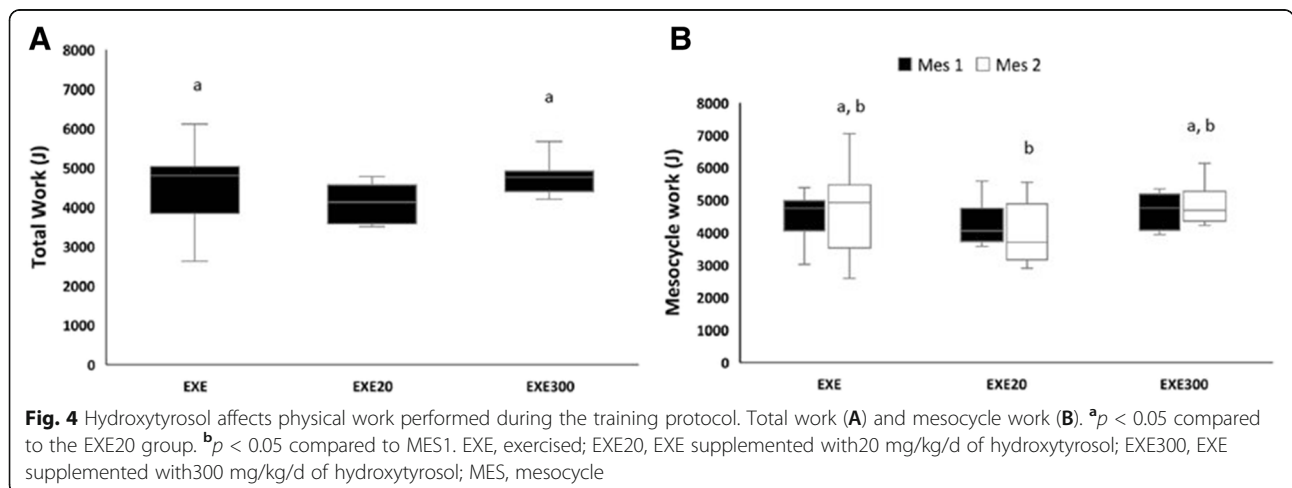 A
Total Work (J)
8000
7000
6000
5000
4000
3000
2000
1000
0
a
a
EXE
EXE20
EXE300
B
Mes 1 Mes 2
Mesocycle work (J)
8000
7000
6000
5000
4000
3000
2000
1000
0
a, b
b
a, b
EXE
EXE20
EXE300
Fig. 4 Hydroxytyrosol affects physical work performed during the training protocol. Total work (A) and mesocycle work (B). ᵃp < 0.05 compared
to the EXE20 group. ᵇp < 0.05 compared to MES1. EXE, exercised; EXE20, EXE supplemented with20 mg/kg/d of hydroxytyrosol; EXE300, EXE
supplemented with300 mg/kg/d of hydroxytyrosol; MES, mesocycle